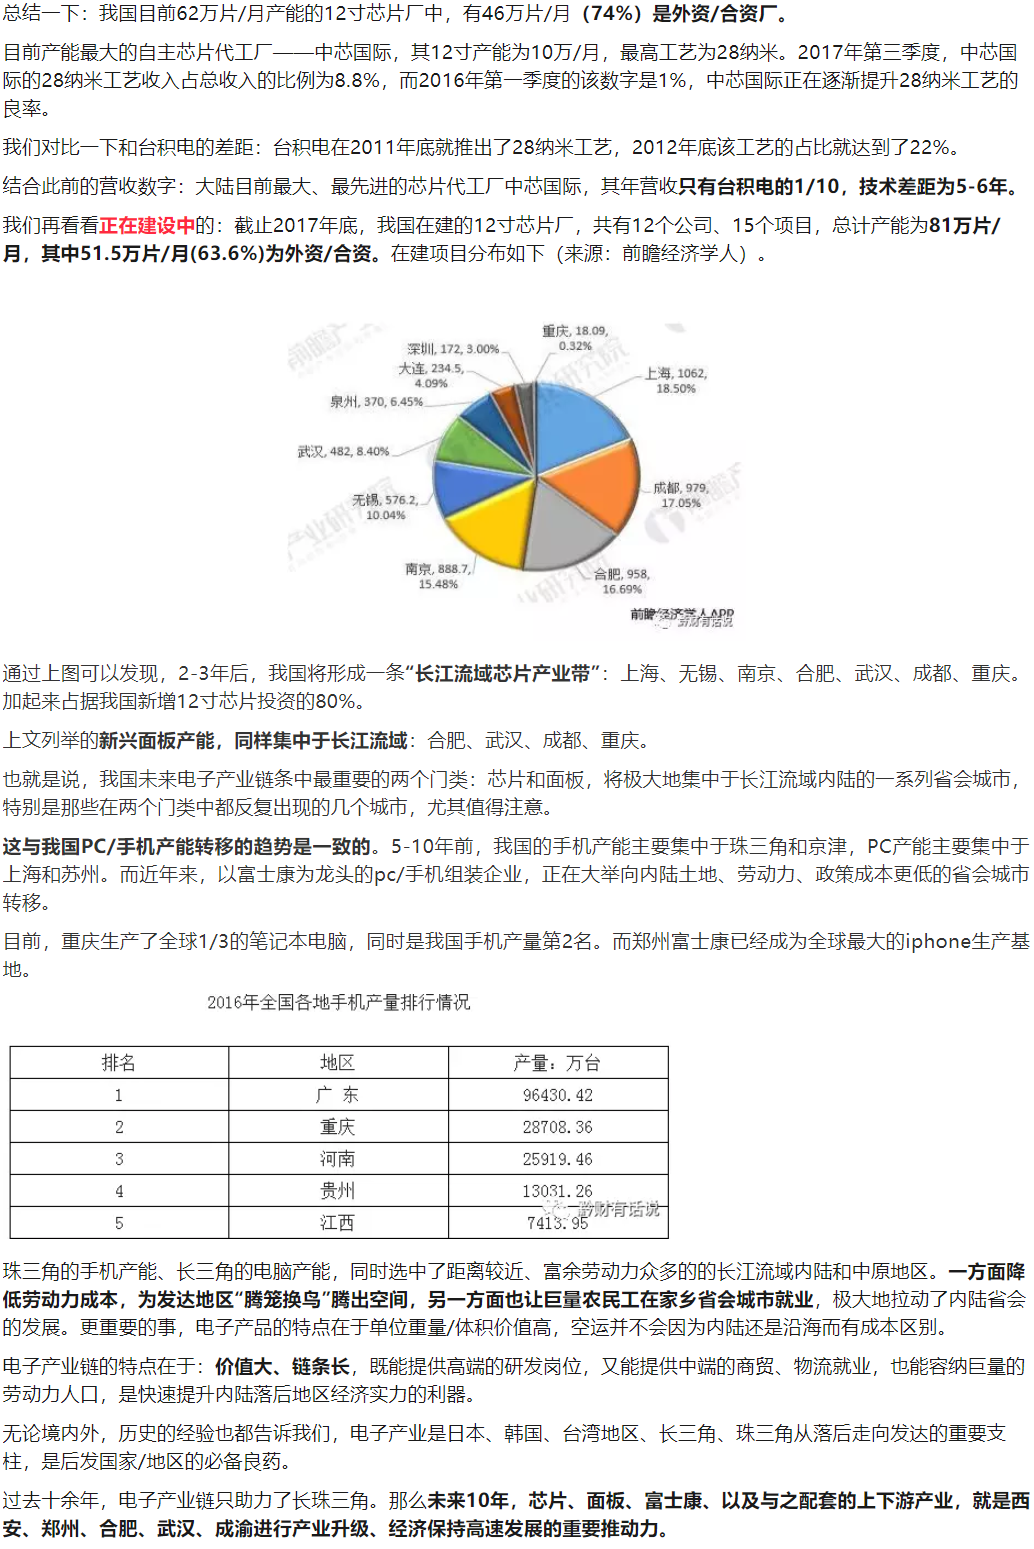 总结一下：我国目前62万片/月产能的12寸芯片厂中，有46万片/月（74%）是外资/合资厂。
目前产能最大的自主芯片代工厂——中芯国际，其12寸产能为10万/月，最高工艺为28纳米。2017年第三季度，中芯国
际的28纳米工艺收入占总收入的比例为8.8%，而2016年第一季度的该数字是1%，中芯国际正在逐渐提升28纳米工艺的
良率。
我们对比一下和台积电的差距：台积电在2011年底就推出了28纳米工艺，2012年底该工艺的占比就达到了22%。
结合此前的营收数字：大陆目前最大、最先进的芯片代工厂中芯国际，其年营收只有台积电的1/10，技术差距为5-6年。
我们再看看正在建设中的：截止2017年底，我国在建的12寸芯片厂，共有12个公司、15个项目，总计产能为81万片/
月，其中51.5万片/月(63.6%)为外资/合资。在建项目分布如下（来源：前瞻经济学人）。
重庆, 18.09,
0.32%
深圳, 172, 3.00%
大连, 234.5,
4.09%
上海, 1062,
18.50%
泉州, 370, 6.45%
武汉, 482, 8.40%
成都, 979,
17.05%
无锡, 576.2,
10.04%
南京, 888.7,
15.48%
合肥, 958,
16.69%
前瞻经济学人APP
黔财有话说
通过上图可以发现，2-3年后，我国将形成一条“长江流域芯片产业带”：上海、无锡、南京、合肥、武汉、成都、重庆。
加起来占据我国新增12寸芯片投资的80%。
上文列举的新兴面板产能，同样集中于长江流域：合肥、武汉、成都、重庆。
也就是说，我国未来电子产业链条中最重要的两个门类：芯片和面板，将极大地集中于长江流域内陆的一系列省会城市，
特别是那些在两个门类中都反复出现的几个城市，尤其值得注意。
这与我国PC/手机产能转移的趋势是一致的。5-10年前，我国的手机产能主要集中于珠三角和京津，PC产能主要集中于
上海和苏州。而近年来，以富士康为龙头的pc/手机组装企业，正在大举向内陆土地、劳动力、政策成本更低的省会城市
转移。
目前，重庆生产了全球1/3的笔记本电脑，同时是我国手机产量第2名。而郑州富士康已经成为全球最大的iphone生产基
地。
2016年全国各地手机产量排行情况
排名 地区 产量：万台
1 广 东 96430.42
2 重庆 28708.36
3 河南 25919.46
4 贵州 13031.26
5 江西 7413.95
黔财有话说
珠三角的手机产能、长三角的电脑产能，同时选中了距离较近、富余劳动力众多的的长江流域内陆和中原地区。一方面降
低劳动力成本，为发达地区“腾笼换鸟”腾出空间，另一方面也让巨量农民工在家乡省会城市就业，极大地拉动了内陆省会
的发展。更重要的事，电子产品的特点在于单位重量/体积价值高，空运并不会因为内陆还是沿海而有成本区别。
电子产业链的特点在于：价值大、链条长，既能提供高端的研发岗位，又能提供中端的商贸、物流就业，也能容纳巨量的
劳动力人口，是快速提升内陆落后地区经济实力的利器。
无论境内外，历史的经验也都告诉我们，电子产业是日本、韩国、台湾地区、长三角、珠三角从落后走向发达的重要支
柱，是后发国家/地区的必备良药。
过去十余年，电子产业链只助力了长珠三角。那么未来10年，芯片、面板、富士康、以及与之配套的上下游产业，就是西
安、郑州、合肥、武汉、成渝进行产业升级、经济保持高速发展的重要推动力。